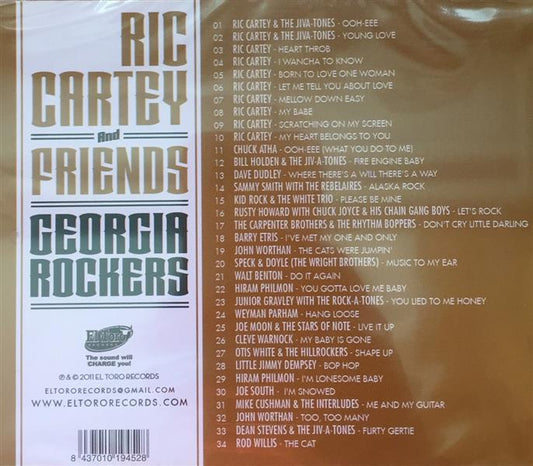 RIC
CARTEY
And
FRIENDS
GEORGIA
ROCKERS
EL TORO
The sound will
CHARGE you!
℗ & © 2011 EL TORO RECORDS
ELTORORECORDS@GMAIL.COM
WWW.ELTORORECORDS.COM
8 437010 194528
01 RIC CARTEY & THE JIVA-TONES - OOH-EEE
02 RIC CARTEY & THE JIVA-TONES - YOUNG LOVE
03 RIC CARTEY - HEART THROB
04 RIC CARTEY - I WANCHA TO KNOW
05 RIC CARTEY - BORN TO LOVE ONE WOMAN
06 RIC CARTEY - LET ME TELL YOU ABOUT LOVE
07 RIC CARTEY - MELLOW DOWN EASY
08 RIC CARTEY - MY BABE
09 RIC CARTEY - SCRATCHING ON MY SCREEN
10 RIC CARTEY - MY HEART BELONGS TO YOU
11 CHUCK ATHA - OOH-EEE (WHAT YOU DO TO ME)
12 BILL HOLDEN & THE JIV-A-TONES - FIRE ENGINE BABY
13 DAVE DUDLEY - WHERE THERE'S A WILL THERE'S A WAY
14 SAMMY SMITH WITH THE REBELAIRES - ALASKA ROCK
15 KID ROCK & THE WHITE TRIO - PLEASE BE MINE
16 RUSTY HOWARD WITH CHUCK JOYCE & HIS CHAIN GANG BOYS - LET'S ROCK
17 THE CARPENTER BROTHERS & THE RHYTHM BOPPERS - DON'T CRY LITTLE DARLING
18 BARRY ETRIS - I'VE MET MY ONE AND ONLY
19 JOHN WORTHAN - THE CATS WERE JUMPIN'
20 SPECK & DOYLE (THE WRIGHT BROTHERS) - MUSIC TO MY EAR
21 WALT BENTON - DO IT AGAIN
22 HIRAM PHILMON - YOU GOTTA LOVE ME BABY
23 JUNIOR GRAVLEY WITH THE ROCK-A-TONES - YOU LIED TO ME HONEY
24 WEYMAN PARHAM - HANG LOOSE
25 JOE MOON & THE STARS OF NOTE - LIVE IT UP
26 CLEVE WARNOCK - MY BABY IS GONE
27 OTIS WHITE & THE HILLROCKERS - SHAPE UP
28 LITTLE JIMMY DEMPSEY - BOP HOP
29 HIRAM PHILMON - I'M LONESOME BABY
30 JOE SOUTH - I'M SNOWED
31 MIKE CUSHMAN & THE INTERLUDES - ME AND MY GUITAR
32 JOHN WORTHAN - TOO, TOO MANY
33 DEAN STEVENS & THE JIV-A-TONES - FLIRTY GERTIE
34 ROD WILLIS - THE CAT